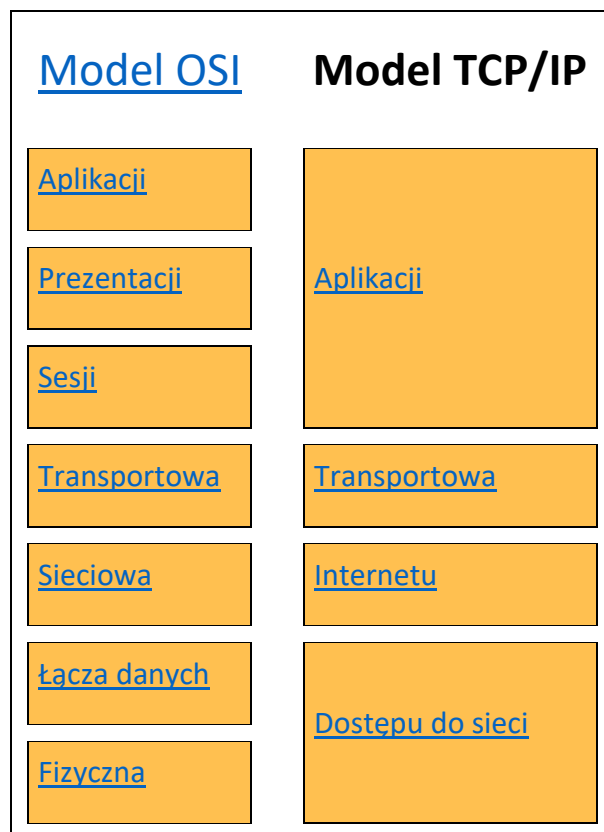 Model OSI Model TCP/IP
Aplikacji
Prezentacji
Aplikacji
Sesji
Transportowa Transportowa
Sieciowa Internetu
Łącza danych
Dostępu do sieci
Fizyczna